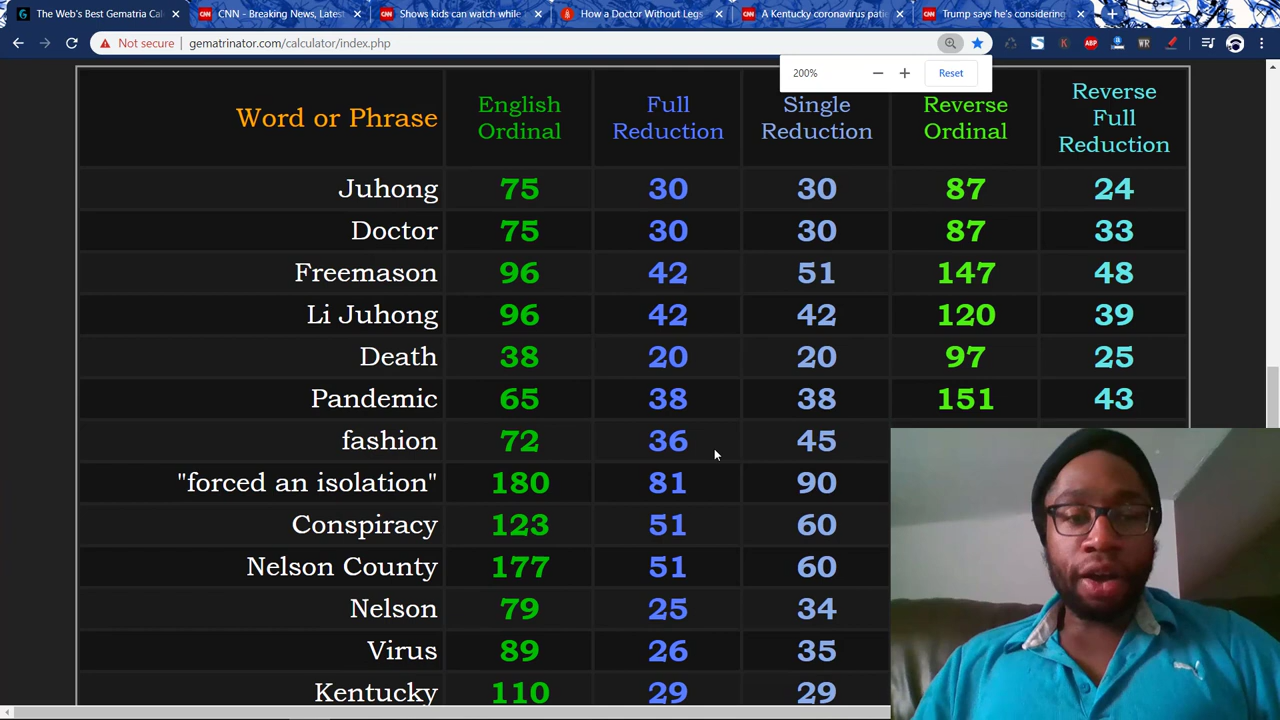 The Web's Best Gematria Cal
CNN - Breaking News, Latest
Shows kids can watch while
How a Doctor Without Legs
A Kentucky coronavirus patie
Trump says he's considering
Not secure
gematrinator.com/calculator/index.php
ABP
WR
200%
Reset
Word or Phrase
English Ordinal
Full Reduction
Single Reduction
Reverse Ordinal
Reverse Full Reduction
Juhong 75 30 30 87 24
Doctor 75 30 30 87 33
Freemason 96 42 51 147 48
Li Juhong 96 42 42 120 39
Death 38 20 20 97 25
Pandemic 65 38 38 151 43
fashion 72 36 45
"forced an isolation" 180 81 90
Conspiracy 123 51 60
Nelson County 177 51 60
Nelson 79 25 34
Virus 89 26 35
Kentucky 110 29 29